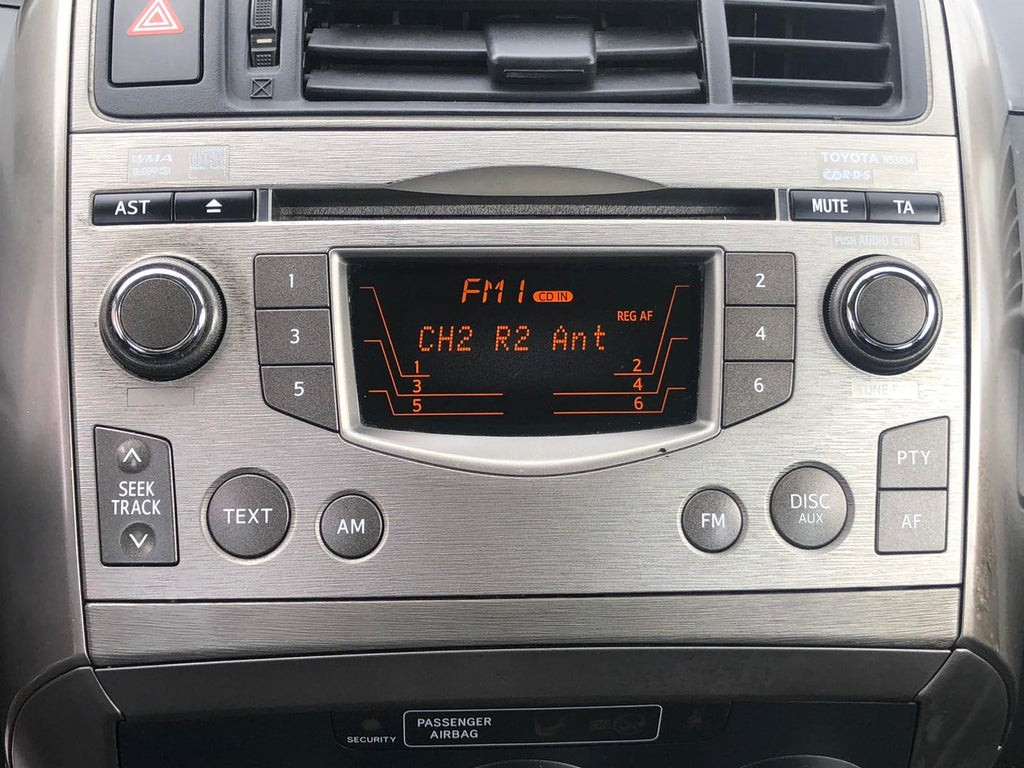 WMA
MP3
TOYOTA W53834
AST
MUTE
TA
PUSH AUDIO CTRL
1
2
FM1 CD IN
REG AF
3
CH2 R2 Ant
4
1 2
3 4
5 6
5
6
SEEK
TRACK
TEXT
AM
FM
DISC
AUX
PTY
AF
SECURITY
PASSENGER
AIRBAG